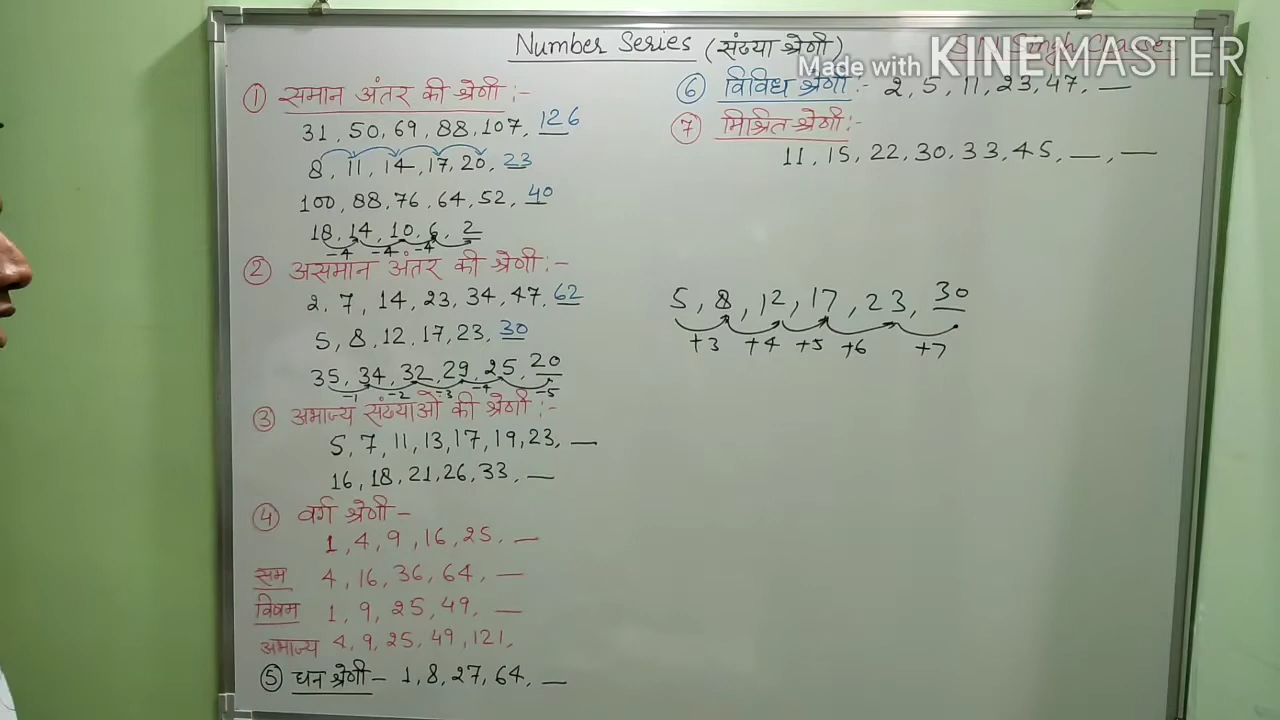 Number Series (संख्या श्रेणी)
Made with KINEMASTER
① समान अंतर की श्रेणी :-
31, 50, 69, 88, 107, 126
8, 11, 14, 17, 20, 23
100, 88, 76, 64, 52, 40
18, 14, 10, 6, 2
-4 -4 -4
② असमान अंतर की श्रेणी :-
2, 7, 14, 23, 34, 47, 62
5, 8, 12, 17, 23, 30
35, 34, 32, 29, 25, 20
-1 -2 -3 -4 -5
③ अभाज्य संख्याओं की श्रेणी :-
5, 7, 11, 13, 17, 19, 23, __
16, 18, 21, 26, 33, __
④ वर्ग श्रेणी -
1, 4, 9, 16, 25, __
सम 4, 16, 36, 64, __
विषम 1, 9, 25, 49, __
अभाज्य 4, 9, 25, 49, 121,
⑤ घन श्रेणी - 1, 8, 27, 64, __
⑥ विविध श्रेणी :- 2, 5, 11, 23, 47, __
⑦ मिश्रित श्रेणी :-
11, 15, 22, 30, 33, 45, __, __
5, 8, 12, 17, 23, 30
+3 +4 +5 +6 +7